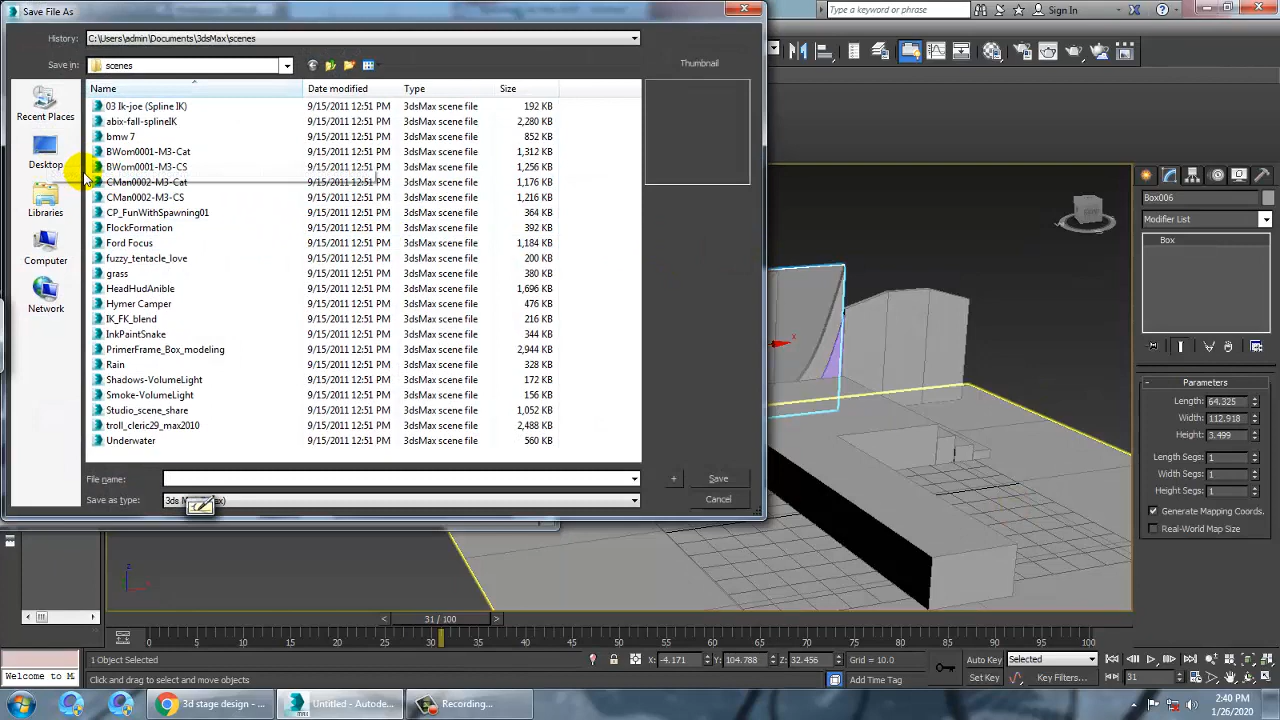 Save File As
Type a keyword or phrase
Sign In
History:
C:\Users\admin\Documents\3dsMax\scenes
Save in:
scenes
Thumbnail
Name
Date modified
Type
Size
03 Ik-joe (Spline IK) 9/15/2011 12:51 PM 3dsMax scene file 192 KB
abix-fall-splineIK 9/15/2011 12:51 PM 3dsMax scene file 2,280 KB
bmw 7 9/15/2011 12:51 PM 3dsMax scene file 852 KB
BWom0001-M3-Cat 9/15/2011 12:51 PM 3dsMax scene file 1,312 KB
BWom0001-M3-CS 9/15/2011 12:51 PM 3dsMax scene file 1,256 KB
CMan0002-M3-Cat 9/15/2011 12:51 PM 3dsMax scene file 1,176 KB
CMan0002-M3-CS 9/15/2011 12:51 PM 3dsMax scene file 1,216 KB
CP_FunWithSpawning01 9/15/2011 12:51 PM 3dsMax scene file 364 KB
FlockFormation 9/15/2011 12:51 PM 3dsMax scene file 392 KB
Ford Focus 9/15/2011 12:51 PM 3dsMax scene file 1,184 KB
fuzzy_tentacle_love 9/15/2011 12:51 PM 3dsMax scene file 200 KB
grass 9/15/2011 12:51 PM 3dsMax scene file 380 KB
HeadHudAnible 9/15/2011 12:51 PM 3dsMax scene file 1,696 KB
Hymer Camper 9/15/2011 12:51 PM 3dsMax scene file 476 KB
IK_FK_blend 9/15/2011 12:51 PM 3dsMax scene file 216 KB
InkPaintSnake 9/15/2011 12:51 PM 3dsMax scene file 344 KB
PrimerFrame_Box_modeling 9/15/2011 12:51 PM 3dsMax scene file 2,944 KB
Rain 9/15/2011 12:51 PM 3dsMax scene file 328 KB
Shadows-VolumeLight 9/15/2011 12:51 PM 3dsMax scene file 172 KB
Smoke-VolumeLight 9/15/2011 12:51 PM 3dsMax scene file 156 KB
Studio_scene_share 9/15/2011 12:51 PM 3dsMax scene file 1,052 KB
troll_cleric29_max2010 9/15/2011 12:51 PM 3dsMax scene file 2,488 KB
Underwater 9/15/2011 12:51 PM 3dsMax scene file 560 KB
Recent Places
Desktop
Libraries
Computer
Network
File name:
+
Save
Save as type:
3ds
Cancel
Box006
Modifier List
Box
Parameters
Length: 64.325
Width: 112.918
Height: 3.499
Length Segs: 1
Width Segs: 1
Height Segs: 1
Generate Mapping Coords.
Real-World Map Size
x
z
31 / 100
0 5 10 15 20 25 30 35 40 45 50 55 60 65 70 75 80 85 90 95 100
1 Object Selected
X: -4.171 Y: 104.788 Z: 32.456 Grid = 10.0
Auto Key
Selected
Welcome to M
Click and drag to select and move objects
Add Time Tag
Set Key
Key Filters...
31
3d stage design - ...
Untitled - Autode...
Recording...
2:40 PM
1/26/2020